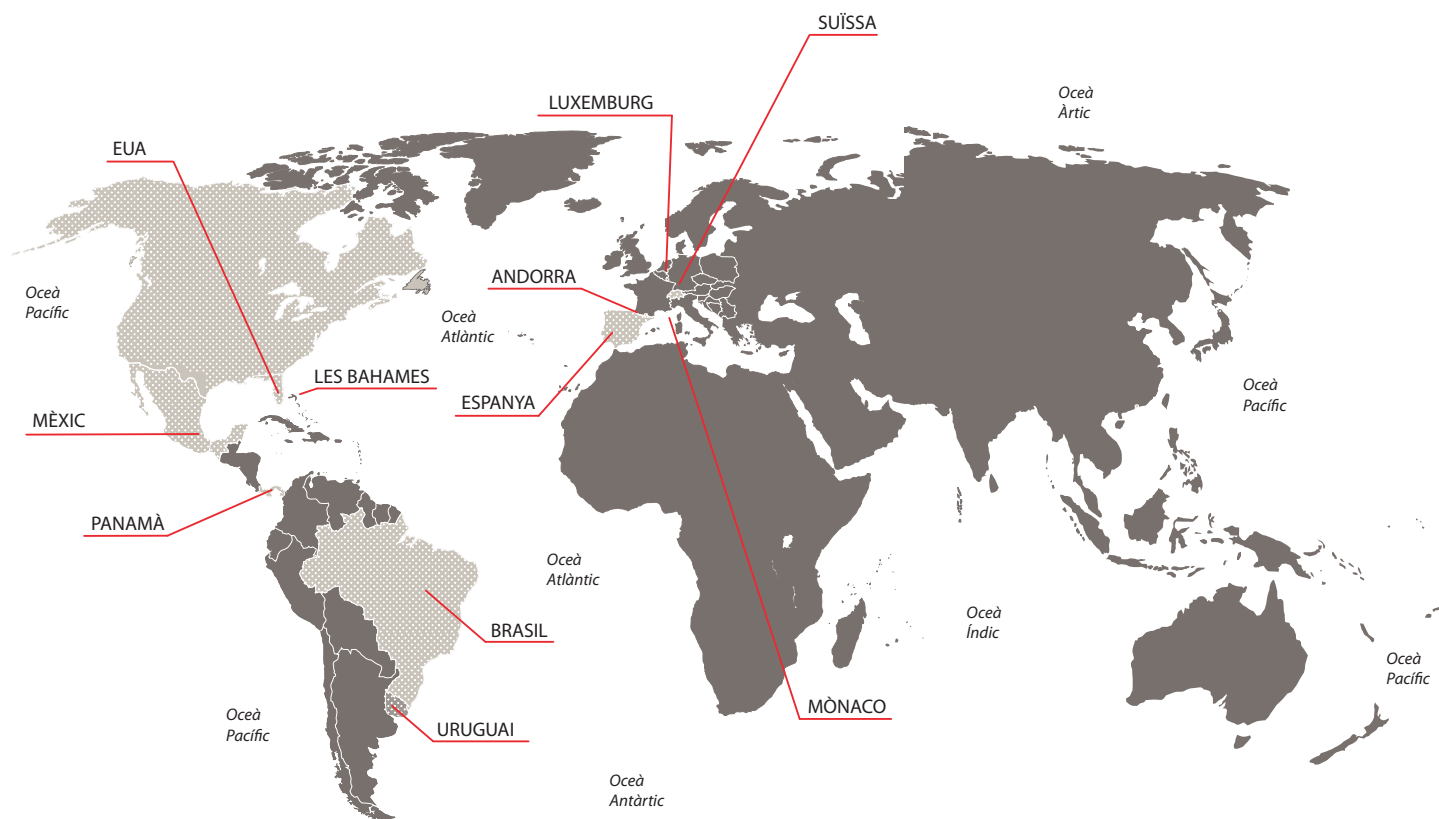 SUÏSSA
Oceà
Àrtic
LUXEMBURG
EUA
ANDORRA
Oceà
Pacífic
Oceà
Atlàntic
LES BAHAMES
Oceà
Pacífic
ESPANYA
MÈXIC
PANAMÀ
Oceà
Atlàntic
Oceà
Índic
BRASIL
Oceà
Pacífic
MÒNACO
Oceà
Pacífic
URUGUAI
Oceà
Antàrtic